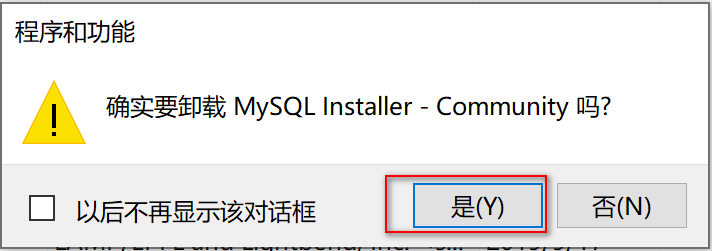 程序和功能
确实要卸载 MySQL Installer - Community 吗?
以后不再显示该对话框
是(Y)
否(N)